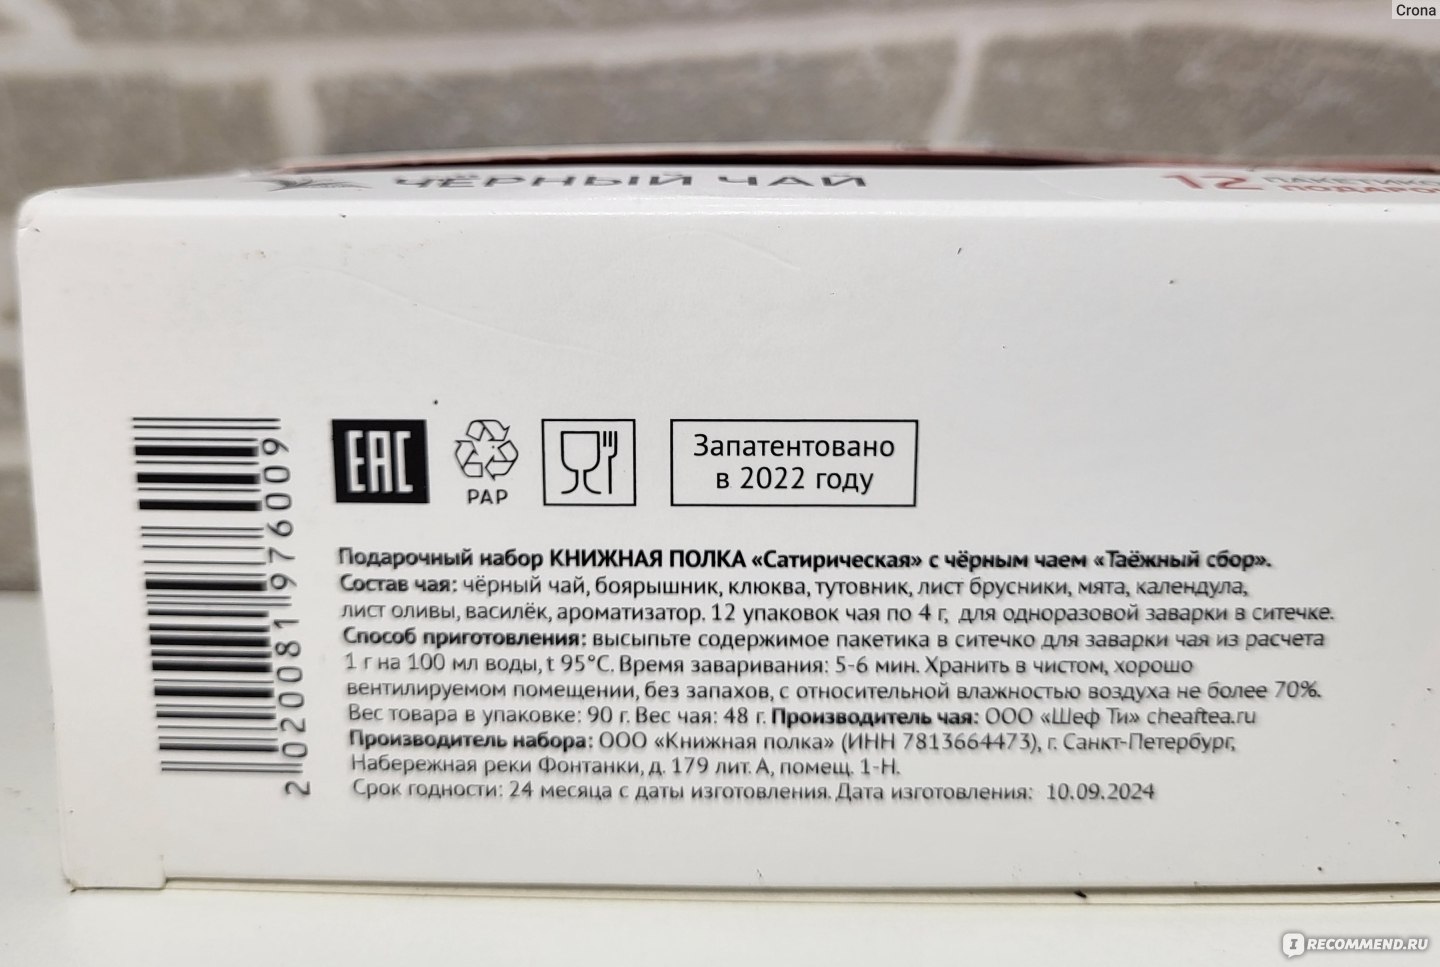 Crona
ЧЁРНЫЙ ЧАЙ
12
EAC
PAP
Запатентовано
в 2022 году
2020081976009
Подарочный набор КНИЖНАЯ ПОЛКА «Сатирическая» с чёрным чаем «Таёжный сбор».
Состав чая: чёрный чай, боярышник, клюква, тутовник, лист брусники, мята, календула,
лист оливы, василёк, ароматизатор. 12 упаковок чая по 4 г, для одноразовой заварки в ситечке.
Способ приготовления: высыпьте содержимое пакетика в ситечко для заварки чая из расчета
1 г на 100 мл воды, t 95°C. Время заваривания: 5-6 мин. Хранить в чистом, хорошо
вентилируемом помещении, без запахов, с относительной влажностью воздуха не более 70%.
Вес товара в упаковке: 90 г. Вес чая: 48 г. Производитель чая: ООО «Шеф Ти» cheaftea.ru
Производитель набора: ООО «Книжная полка» (ИНН 7813664473), г. Санкт-Петербург,
Набережная реки Фонтанки, д. 179 лит. А, помещ. 1-Н.
Срок годности: 24 месяца с даты изготовления. Дата изготовления: 10.09.2024
IRECOMMEND.RU